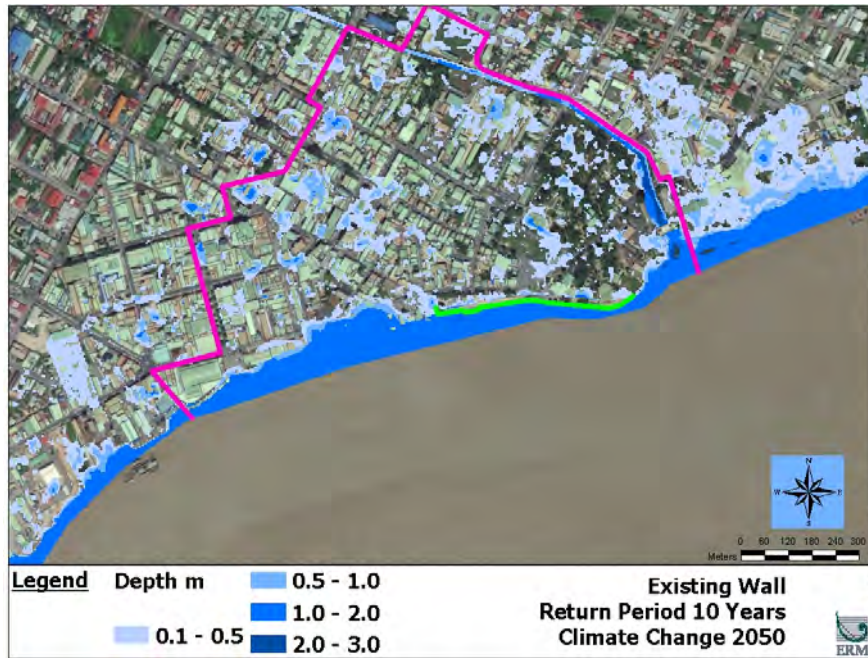 N
W E
S
0 60 120 180 240 300
Meters
Legend Depth m
0.1 - 0.5
0.5 - 1.0
1.0 - 2.0
2.0 - 3.0
Existing Wall
Return Period 10 Years
Climate Change 2050
ERM